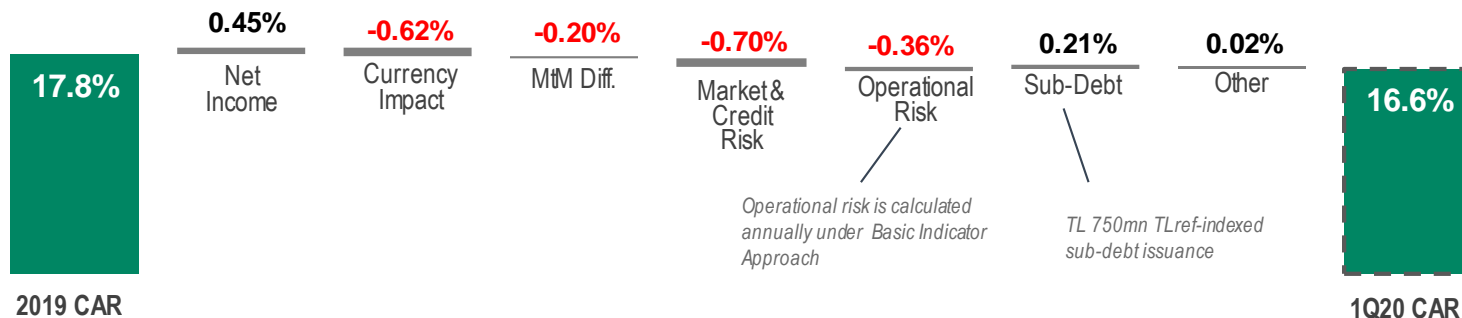 17.8%
2019 CAR
0.45%
Net
Income
-0.62%
Currency
Impact
-0.20%
MtM Diff.
-0.70%
Market &
Credit
Risk
-0.36%
Operational
Risk
Operational risk is calculated
annually under Basic Indicator
Approach
0.21%
Sub-Debt
TL 750mn TLref-indexed
sub-debt issuance
0.02%
Other
16.6%
1Q20 CAR